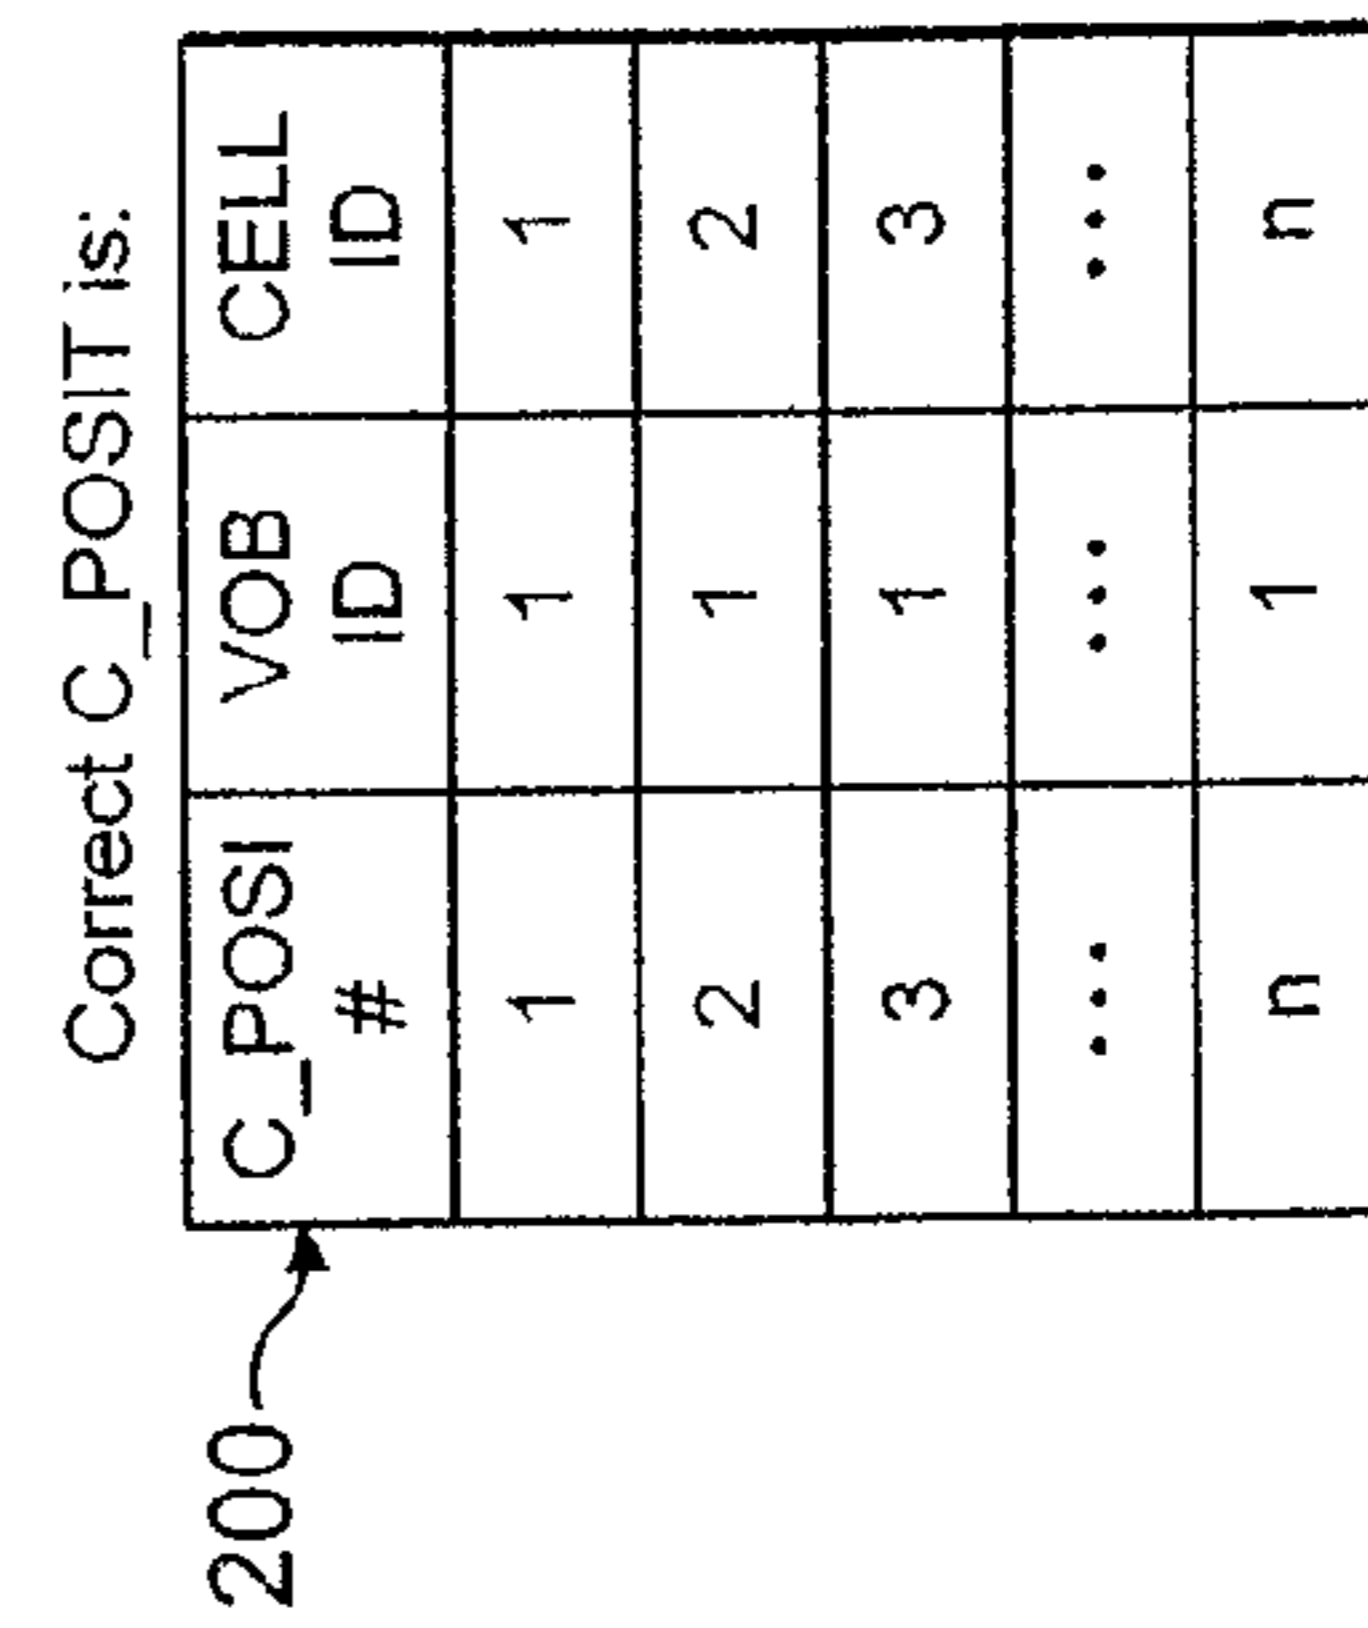 Correct C_POSIT is:
200
C_POSI # VOB ID CELL ID
1 1 1
2 1 2
3 1 3
... ... ...
n 1 n